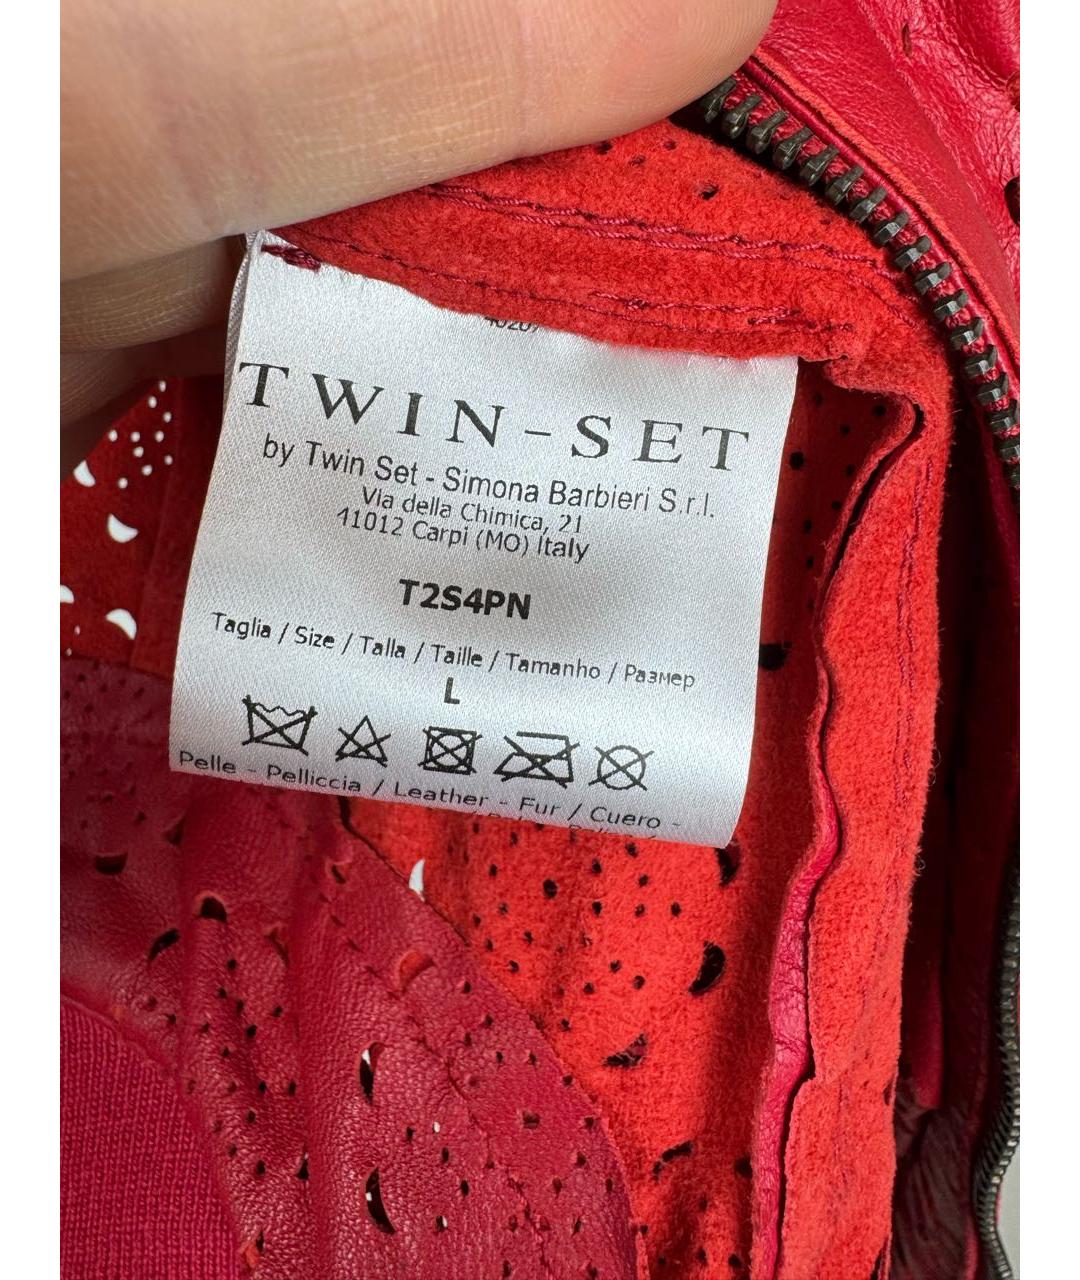 TWIN-SET
by Twin Set - Simona Barbieri S.r.l.
Via della Chimica, 21
41012 Carpi (MO) Italy
T2S4PN
Taglia / Size / Talla / Taille / Tamanho / Размер
L
Pelle - Pelliccia / Leather - Fur / Cuero -